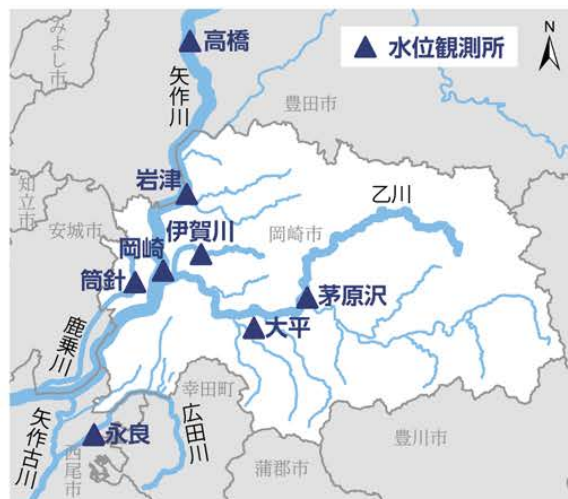 みよし市
高橋
水位観測所
N
矢作川
豊田市
岩津
乙川
知立市
安城市
伊賀川
岡崎市
岡崎
筒針
茅原沢
大平
鹿乗川
幸田町
矢作古川
広田川
豊川市
永良
西尾市
蒲郡市